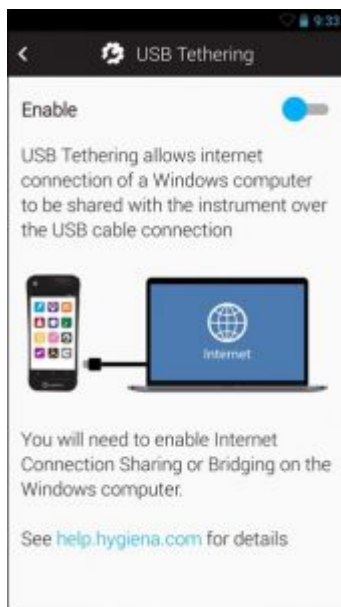 9:33
USB Tethering
Enable
USB Tethering allows internet
connection of a Windows computer
to be shared with the instrument over
the USB cable connection
Internet
You will need to enable Internet
Connection Sharing or Bridging on the
Windows computer.
See help.hygiena.com for details